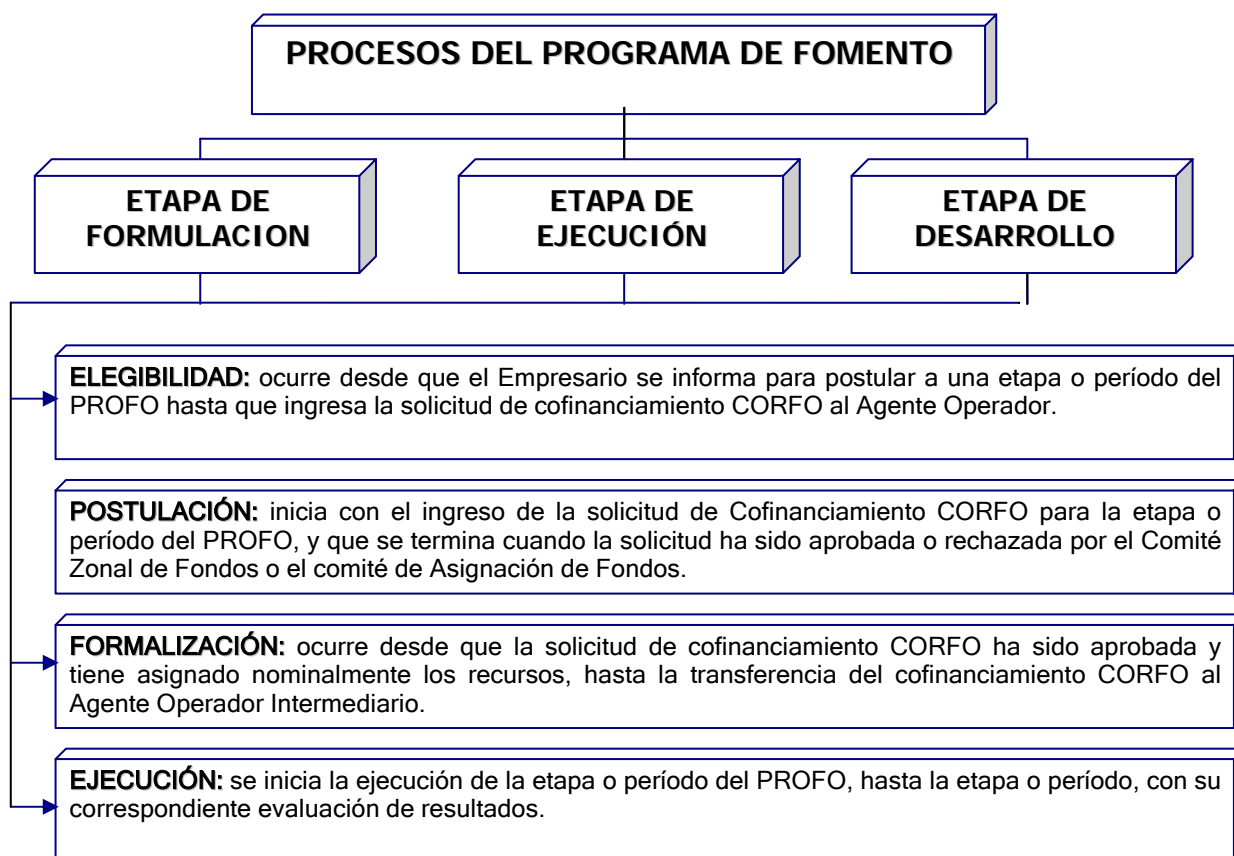 PROCESOS DEL PROGRAMA DE FOMENTO
ETAPA DE
FORMULACION
ETAPA DE
EJECUCIÓN
ETAPA DE
DESARROLLO
ELEGIBILIDAD: ocurre desde que el Empresario se informa para postular a una etapa o período del
PROFO hasta que ingresa la solicitud de cofinanciamiento CORFO al Agente Operador.
POSTULACIÓN: inicia con el ingreso de la solicitud de Cofinanciamiento CORFO para la etapa o
período del PROFO, y que se termina cuando la solicitud ha sido aprobada o rechazada por el Comité
Zonal de Fondos o el comité de Asignación de Fondos.
FORMALIZACIÓN: ocurre desde que la solicitud de cofinanciamiento CORFO ha sido aprobada y
tiene asignado nominalmente los recursos, hasta la transferencia del cofinanciamiento CORFO al
Agente Operador Intermediario.
EJECUCIÓN: se inicia la ejecución de la etapa o período del PROFO, hasta la etapa o período, con su
correspondiente evaluación de resultados.